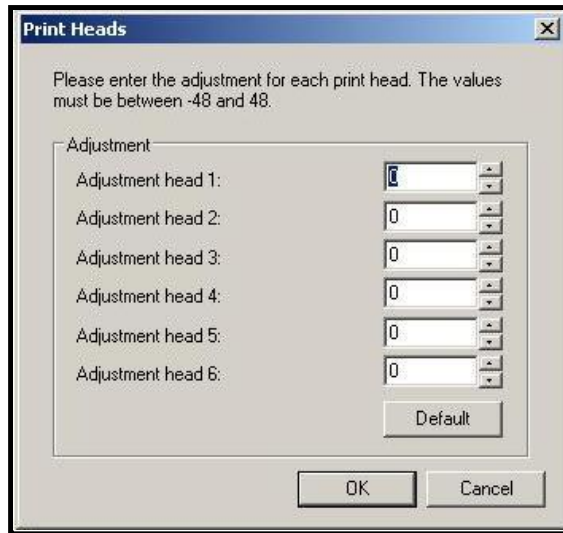 Print Heads
Please enter the adjustment for each print head. The values
must be between -48 and 48.
Adjustment
Adjustment head 1: 0
Adjustment head 2: 0
Adjustment head 3: 0
Adjustment head 4: 0
Adjustment head 5: 0
Adjustment head 6: 0
Default
OK Cancel